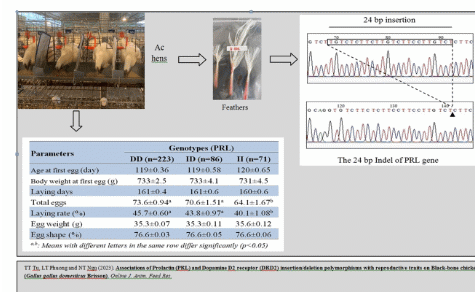 24 bp insertion
Ac
hens
Feathers
The 24 bp Indel of PRL gene
Parameters
Genotypes (PRL)
DD (n=223) ID (n=86) II (n=71)
Age at first egg (day) 119±0.36 119±0.58 120±0.65
Body weight at first egg (g) 733±2.5 733±4.1 731±4.5
Laying days 161±0.4 161±0.6 160±0.6
Total eggs 73.6±0.94ᵃ 70.6±1.51ᵃ 64.1±1.67ᵇ
Laying rate (%) 45.7±0.60ᵃ 43.8±0.97ᵃ 40.1±1.08ᵇ
Egg weight (g) 35.3±0.07 35.3±0.11 35.6±0.12
Egg shape (%) 76.6±0.03 76.6±0.05 76.6±0.06
a-b: Means with different letters in the same row differ significantly (p<0.05)
TT Tu, LT Phuong and NT Ngu (2023). Associations of Prolactin (PRL) and Dopamine D2 receptor (DRD2) insertion/deletion polymorphisms with reproductive traits on Black-bone chicken
(Gallus gallus domesticus Brisson). Online J. Anim. Feed Res.